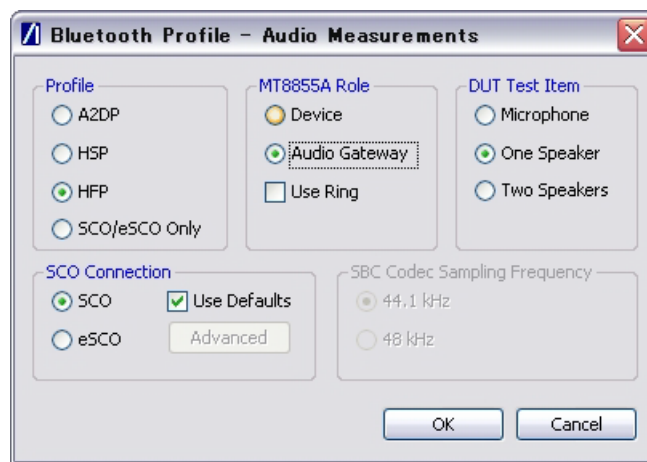 Bluetooth Profile - Audio Measurements
Profile
A2DP
HSP
HFP
SCO/eSCO Only
MT8855A Role
Device
Audio Gateway
Use Ring
DUT Test Item
Microphone
One Speaker
Two Speakers
SCO Connection
SCO
Use Defaults
eSCO
Advanced
SBC Codec Sampling Frequency
44.1 kHz
48 kHz
OK
Cancel